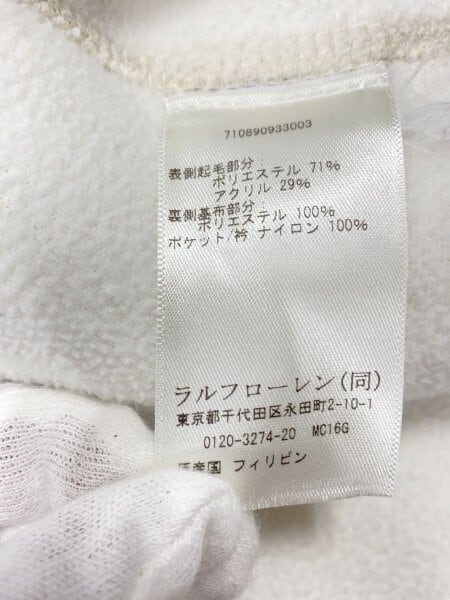 710890933003
表側起毛部分
ポリエステル 71%
アクリル 29%
裏側基布部分
ポリエステル 100%
ポケット/衿 ナイロン 100%
ラルフローレン(同)
東京都千代田区永田町2-10-1
0120-3274-20 MC16G
原産国 フィリピン